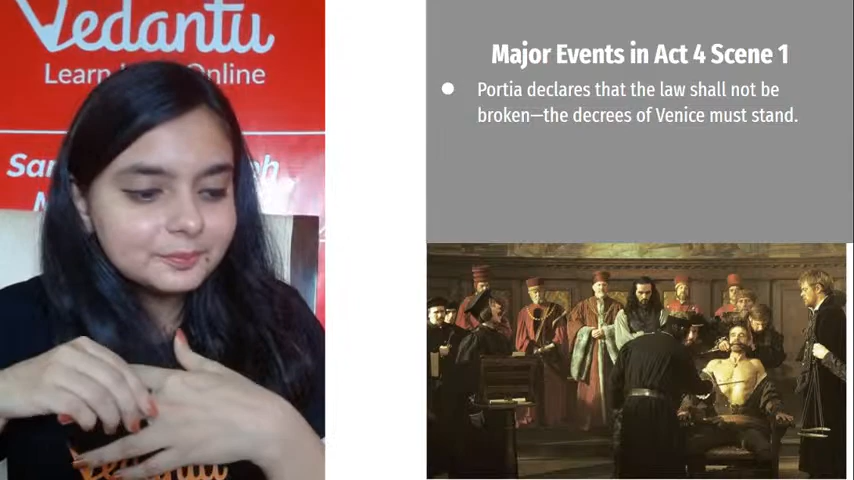 Vedantu
Learn Online
Major Events in Act 4 Scene 1
Portia declares that the law shall not be
broken—the decrees of Venice must stand.
Vedantu